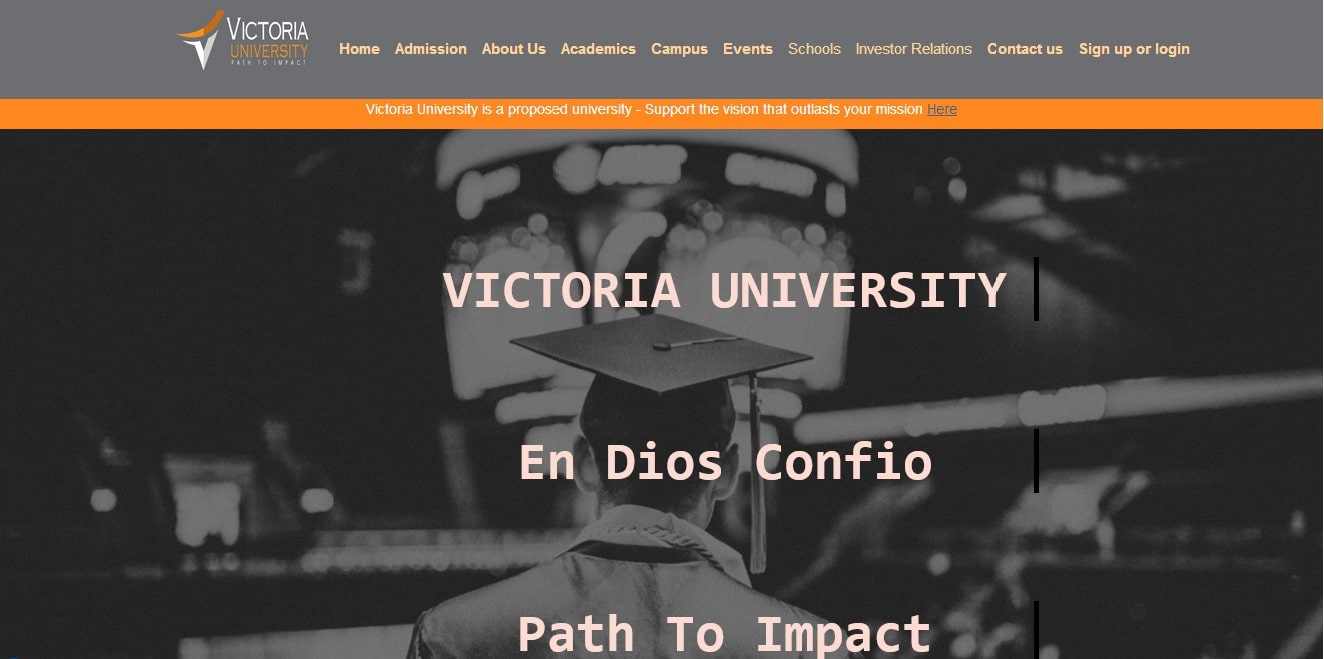 VICTORIA
UNIVERSITY
PATH TO IMPACT
Home Admission About Us Academics Campus Events Schools Investor Relations Contact us Sign up or login
Victoria University is a proposed university - Support the vision that outlasts your mission Here
VICTORIA UNIVERSITY
En Dios Confio
Path To Impact